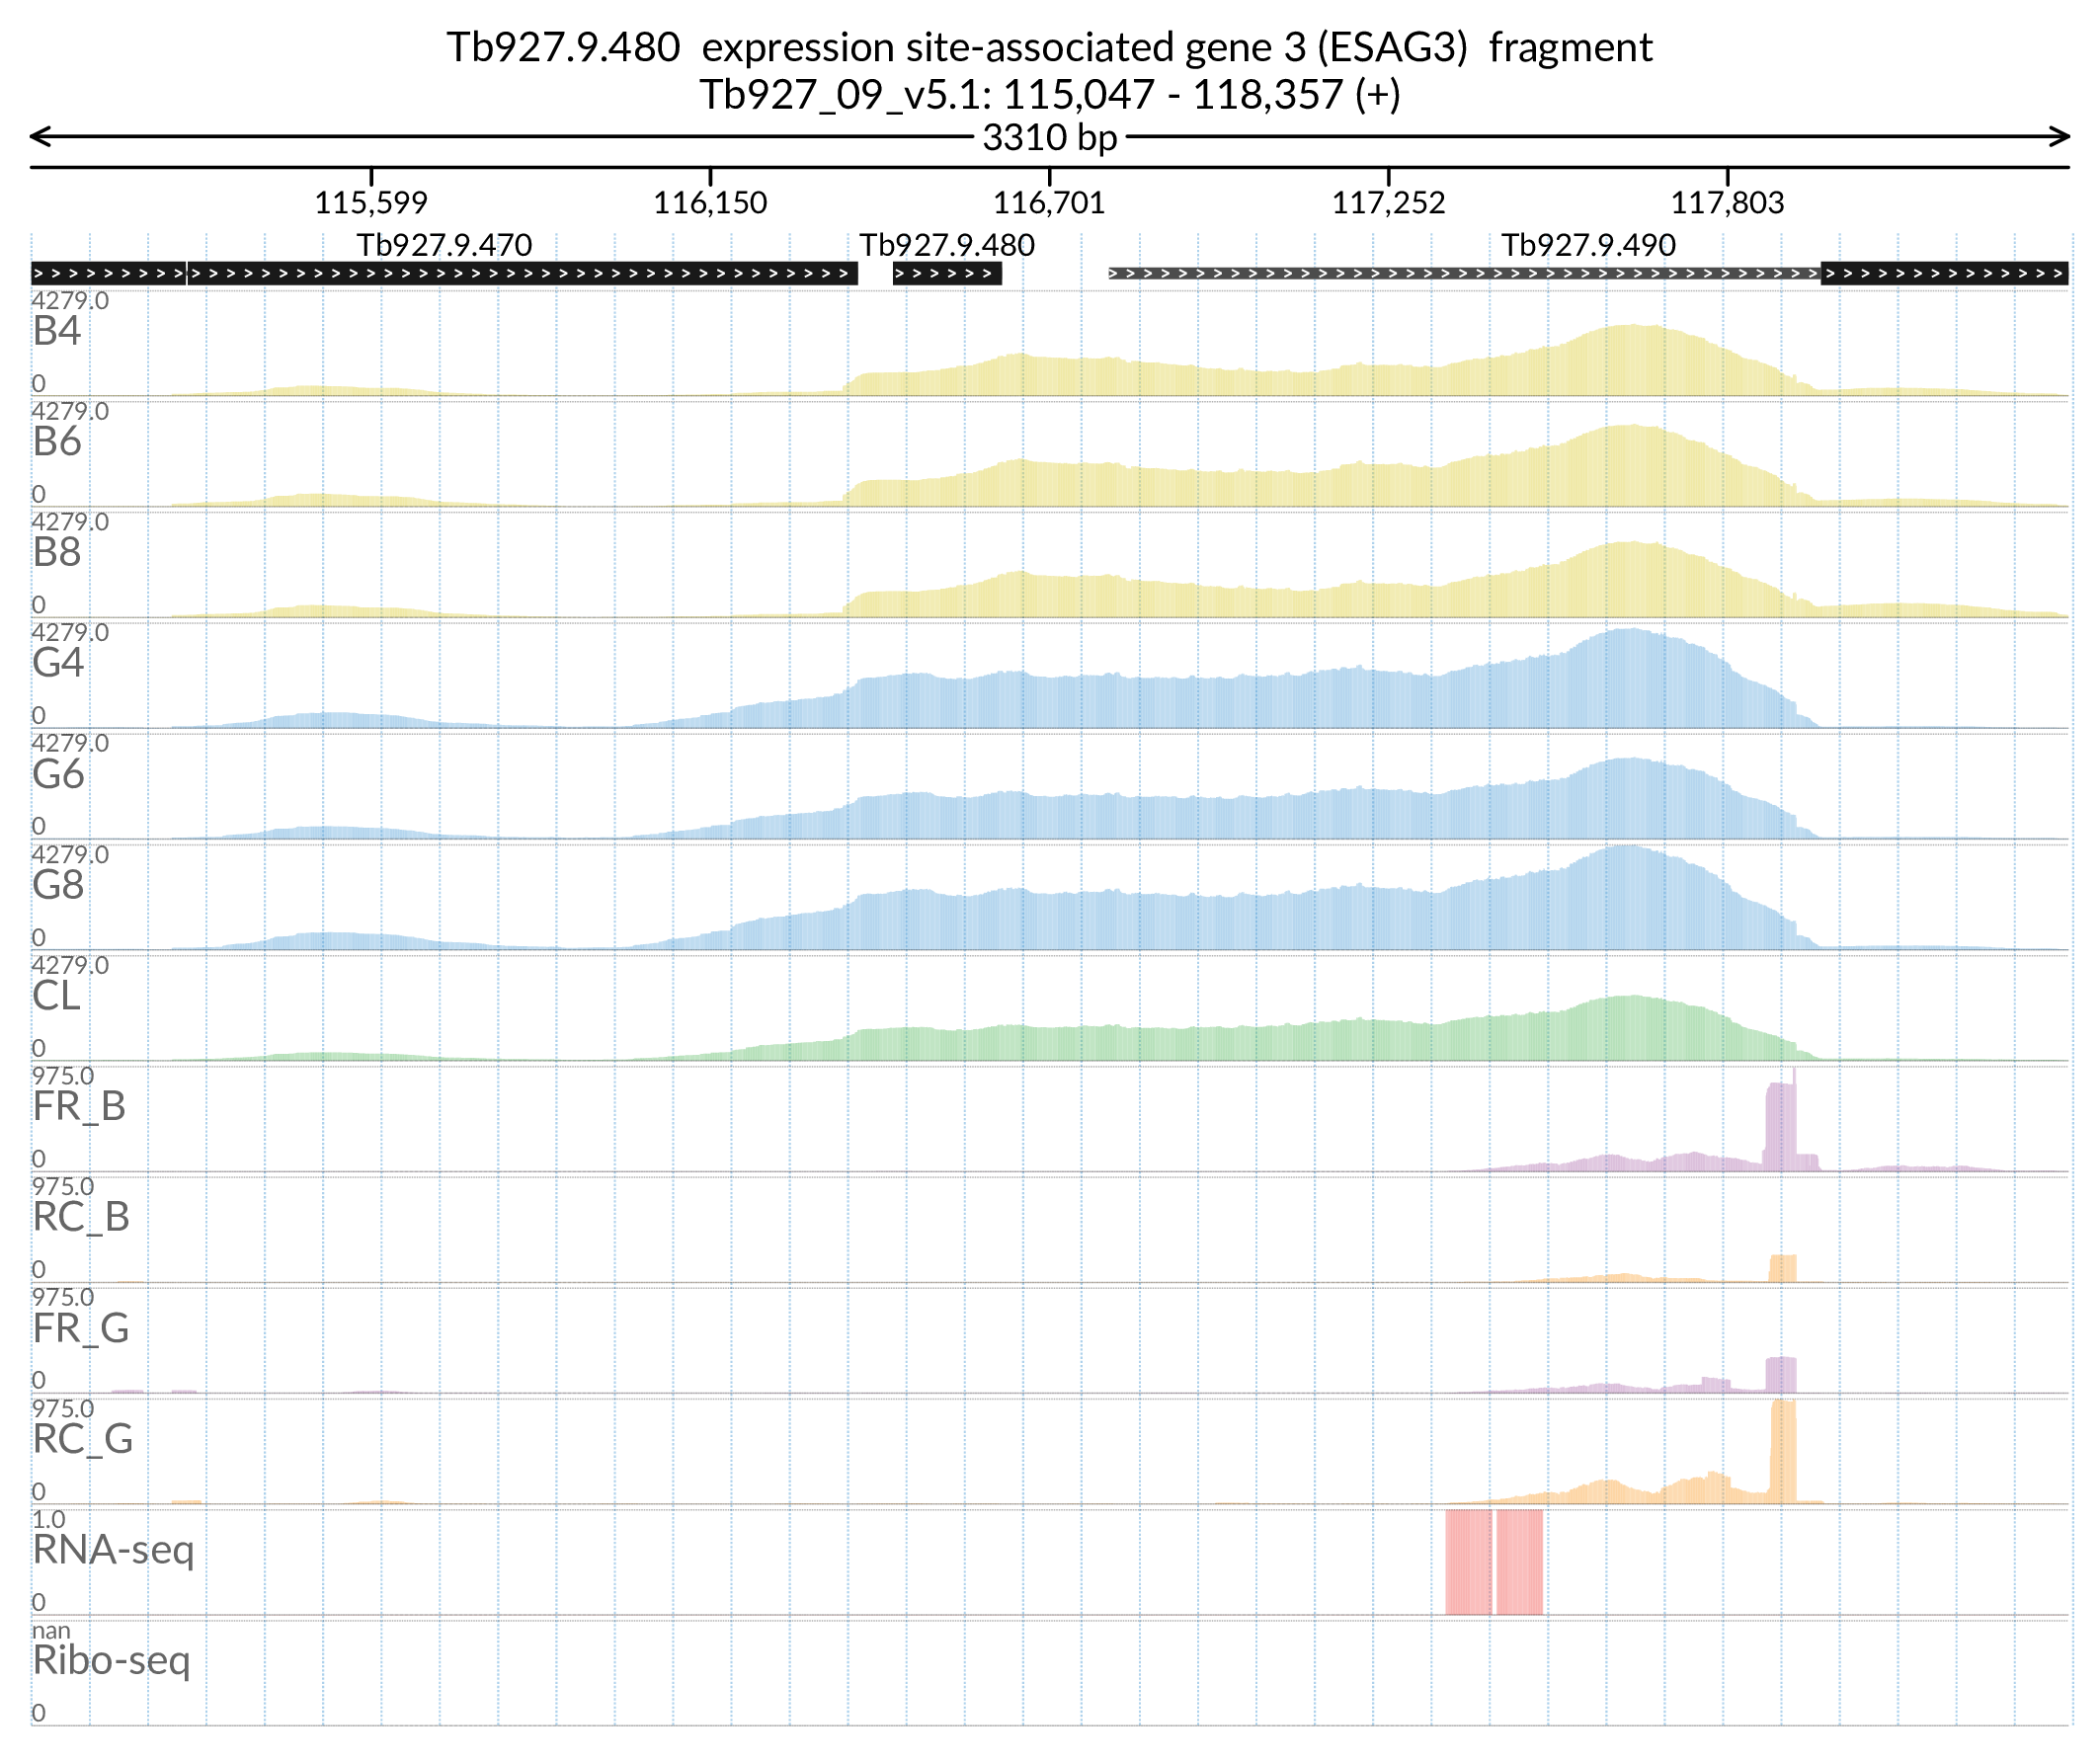 Tb927.9.480  expression site-associated gene 3 (ESAG3)  fragment
Tb927_09_v5.1: 115,047 - 118,357 (+)
3310 bp
115,599 116,150 116,701 117,252 117,803
Tb927.9.470 Tb927.9.480 Tb927.9.490
4279.0
B4
0
4279.0
B6
0
4279.0
B8
0
4279.0
G4
0
4279.0
G6
0
4279.0
G8
0
4279.0
CL
0
975.0
FR_B
0
975.0
RC_B
0
975.0
FR_G
0
975.0
RC_G
0
1.0
RNA-seq
0
nan
Ribo-seq
0